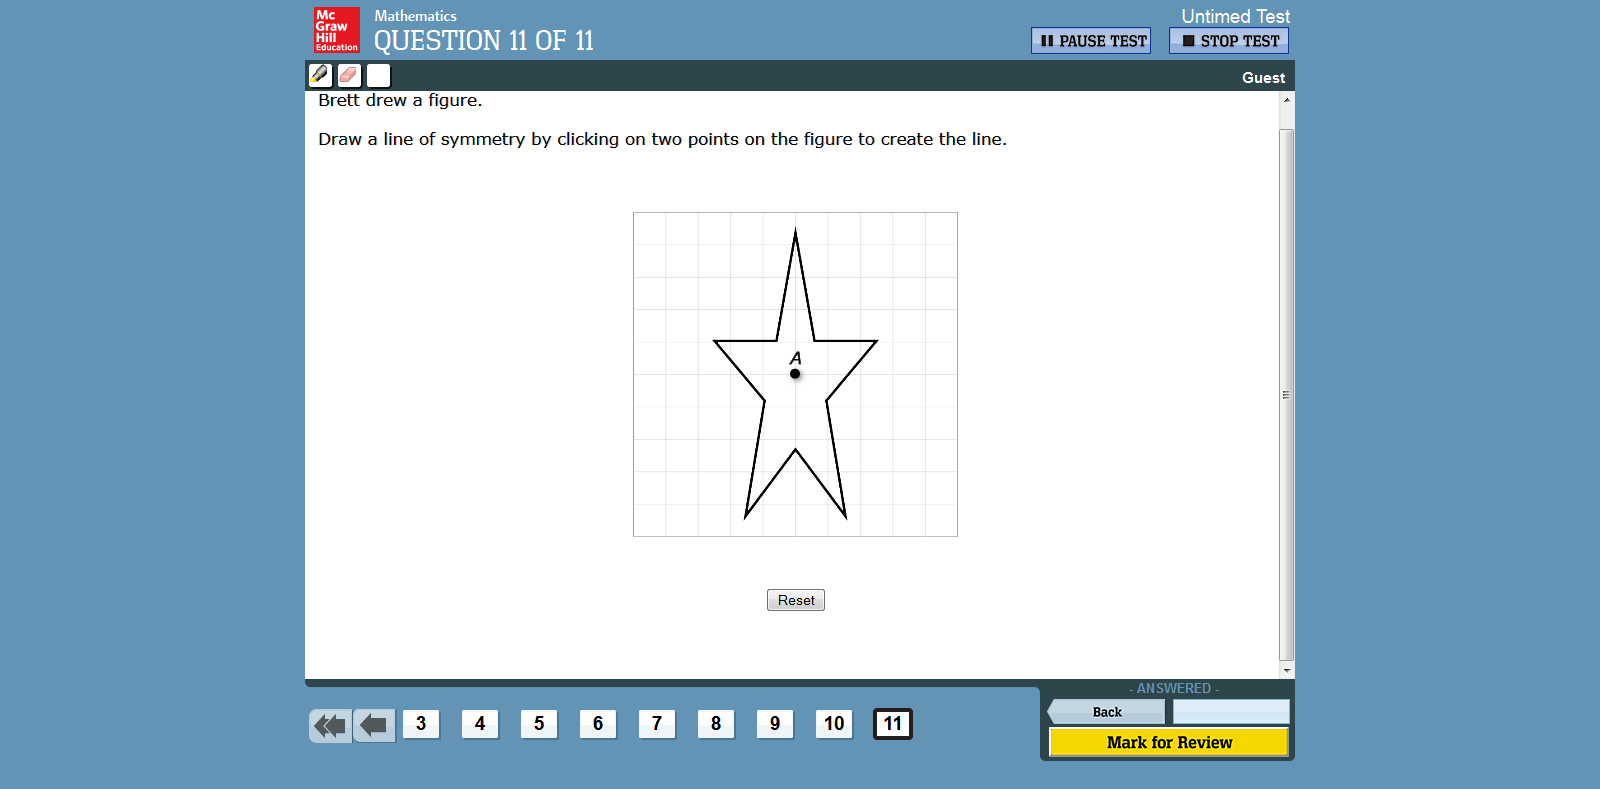 Mc
Graw
Hill
Education
Mathematics
QUESTION 11 OF 11
Untimed Test
PAUSE TEST
STOP TEST
Guest
Brett drew a figure.
Draw a line of symmetry by clicking on two points on the figure to create the line.
A
Reset
- ANSWERED -
3 4 5 6 7 8 9 10 11
Back
Mark for Review